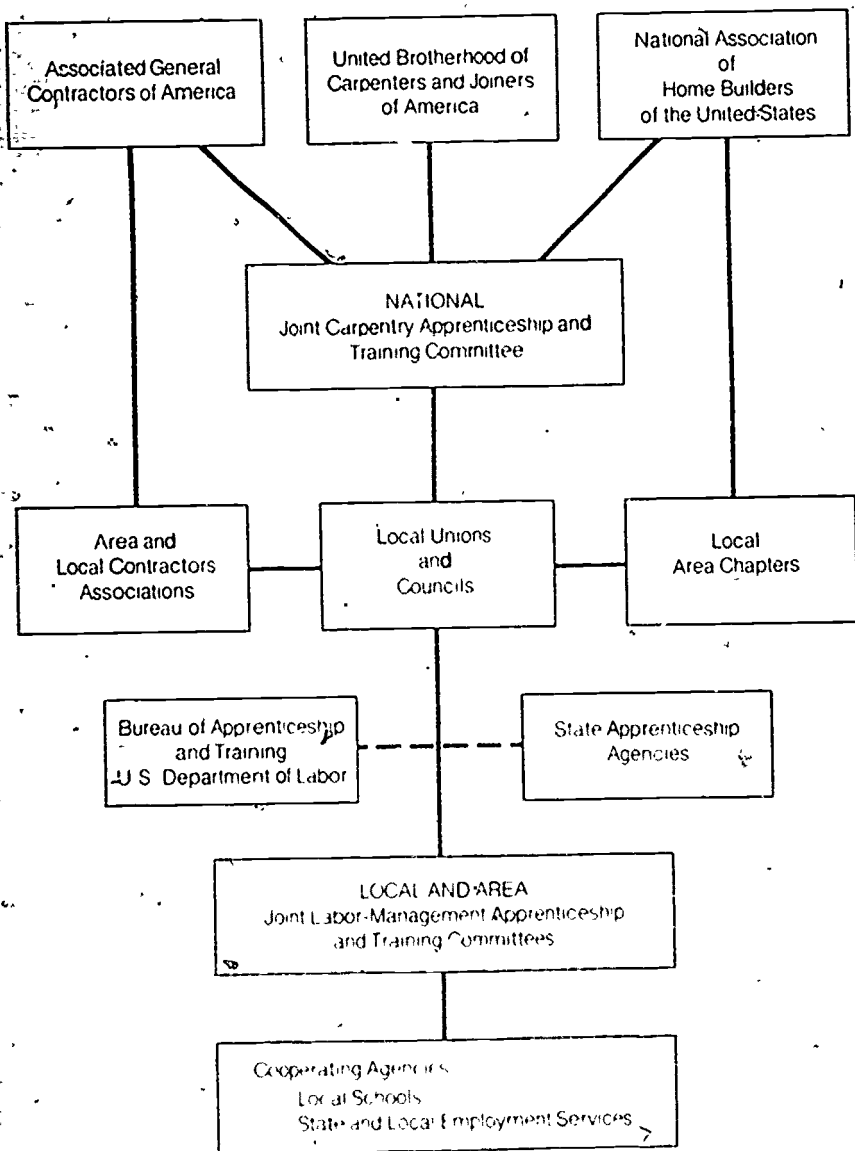 Associated General
Contractors of America
United Brotherhood of
Carpenters and Joiners
of America
National Association
of
Home Builders
of the United States
NATIONAL
Joint Carpentry Apprenticeship and
Training Committee
Area and
Local Contractors
Associations
Local Unions
and
Councils
Local
Area Chapters
Bureau of Apprenticeship
and Training
U S Department of Labor
State Apprenticeship
Agencies
LOCAL AND AREA
Joint Labor-Management Apprenticeship
and Training Committees
Cooperating Agencies
Local Schools
State and Local Employment Services